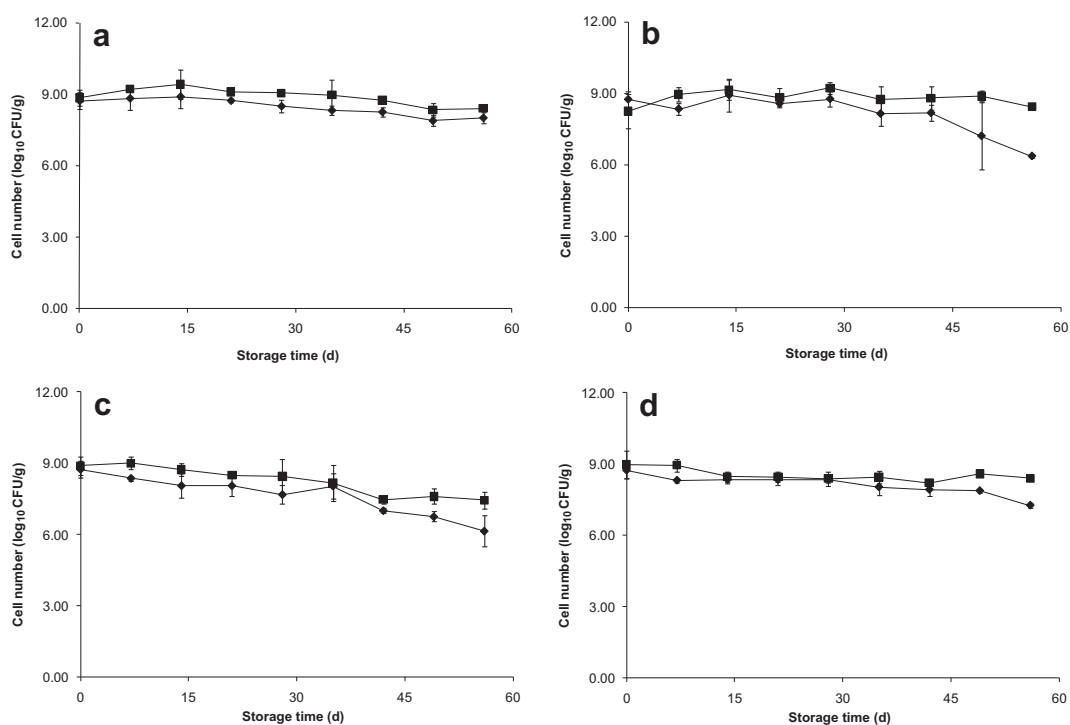 a
12.00
9.00
6.00
3.00
0.00
Cell number (log₁₀ CFU/g)
0 15 30 45 60
Storage time (d)
b
12.00
9.00
6.00
3.00
0.00
Cell number (log₁₀ CFU/g)
0 15 30 45 60
Storage time (d)
c
12.00
9.00
6.00
3.00
0.00
Cell number (log₁₀ CFU/g)
0 15 30 45 60
Storage time (d)
d
12.00
9.00
6.00
3.00
0.00
Cell number (log₁₀ CFU/g)
0 15 30 45 60
Storage time (d)